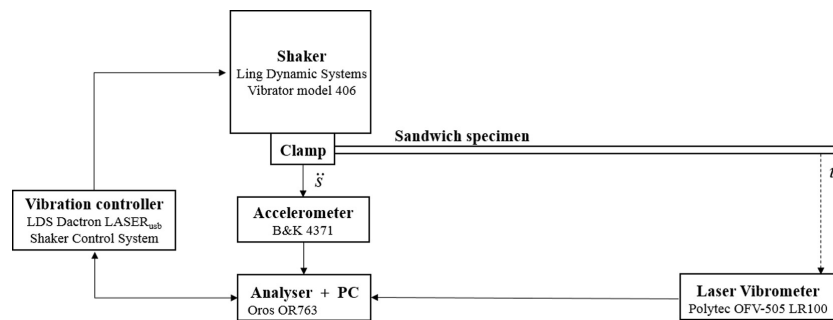 Shaker
Ling Dynamic Systems
Vibrator model 406
Sandwich specimen
Clamp
s̈
Vibration controller
LDS Dactron LASERusb
Shaker Control System
Accelerometer
B&K 4371
Analyser + PC
Oros OR763
Laser Vibrometer
Polytec OFV-505 LR100